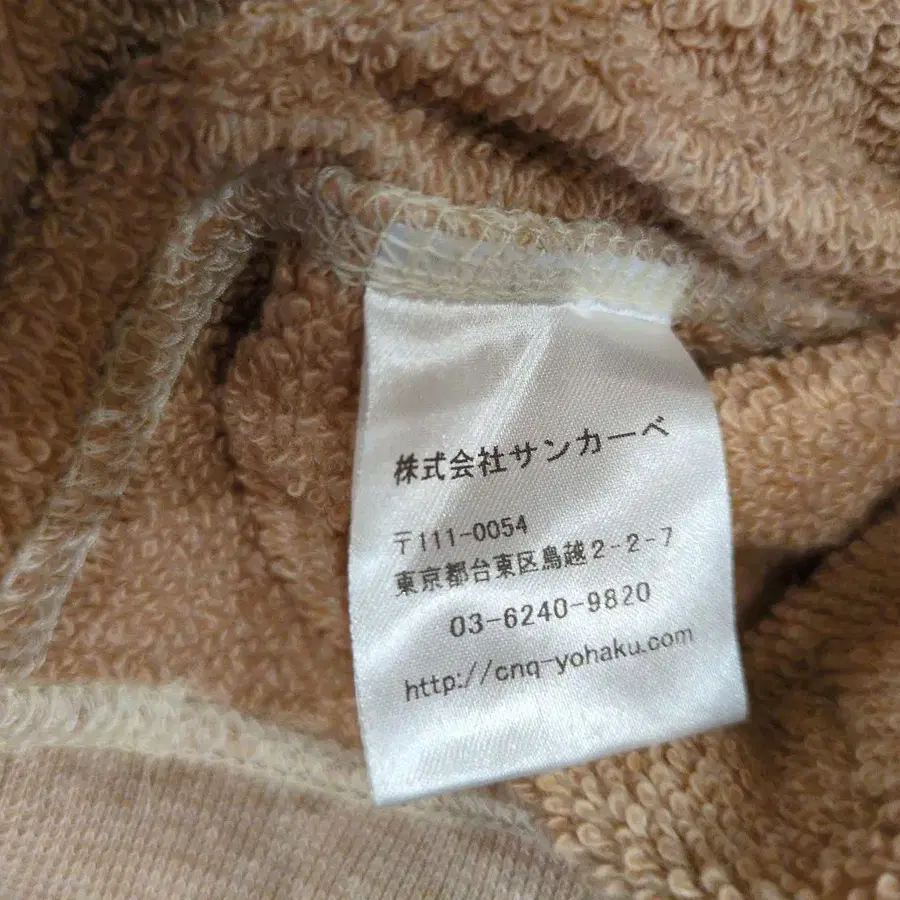 株式会社サンカーベ
〒111-0054
東京都台東区鳥越2-2-7
03-6240-9820
http://cnq-yohaku.com